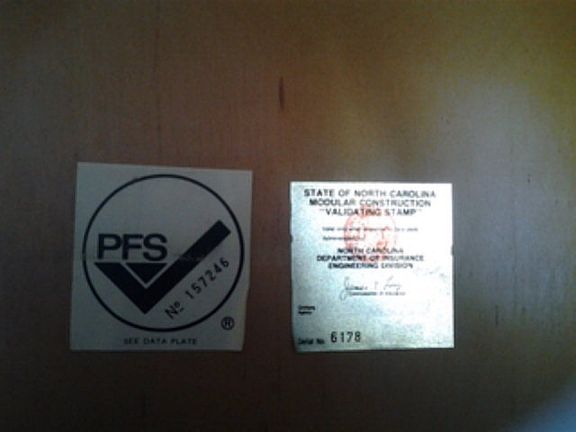 PFS
Nº 157246
®
SEE DATA PLATE
STATE OF NORTH CAROLINA
MODULAR CONSTRUCTION
"VALIDATING STAMP"
NORTH CAROLINA
DEPARTMENT OF INSURANCE
ENGINEERING DIVISION
Serial No. 6178